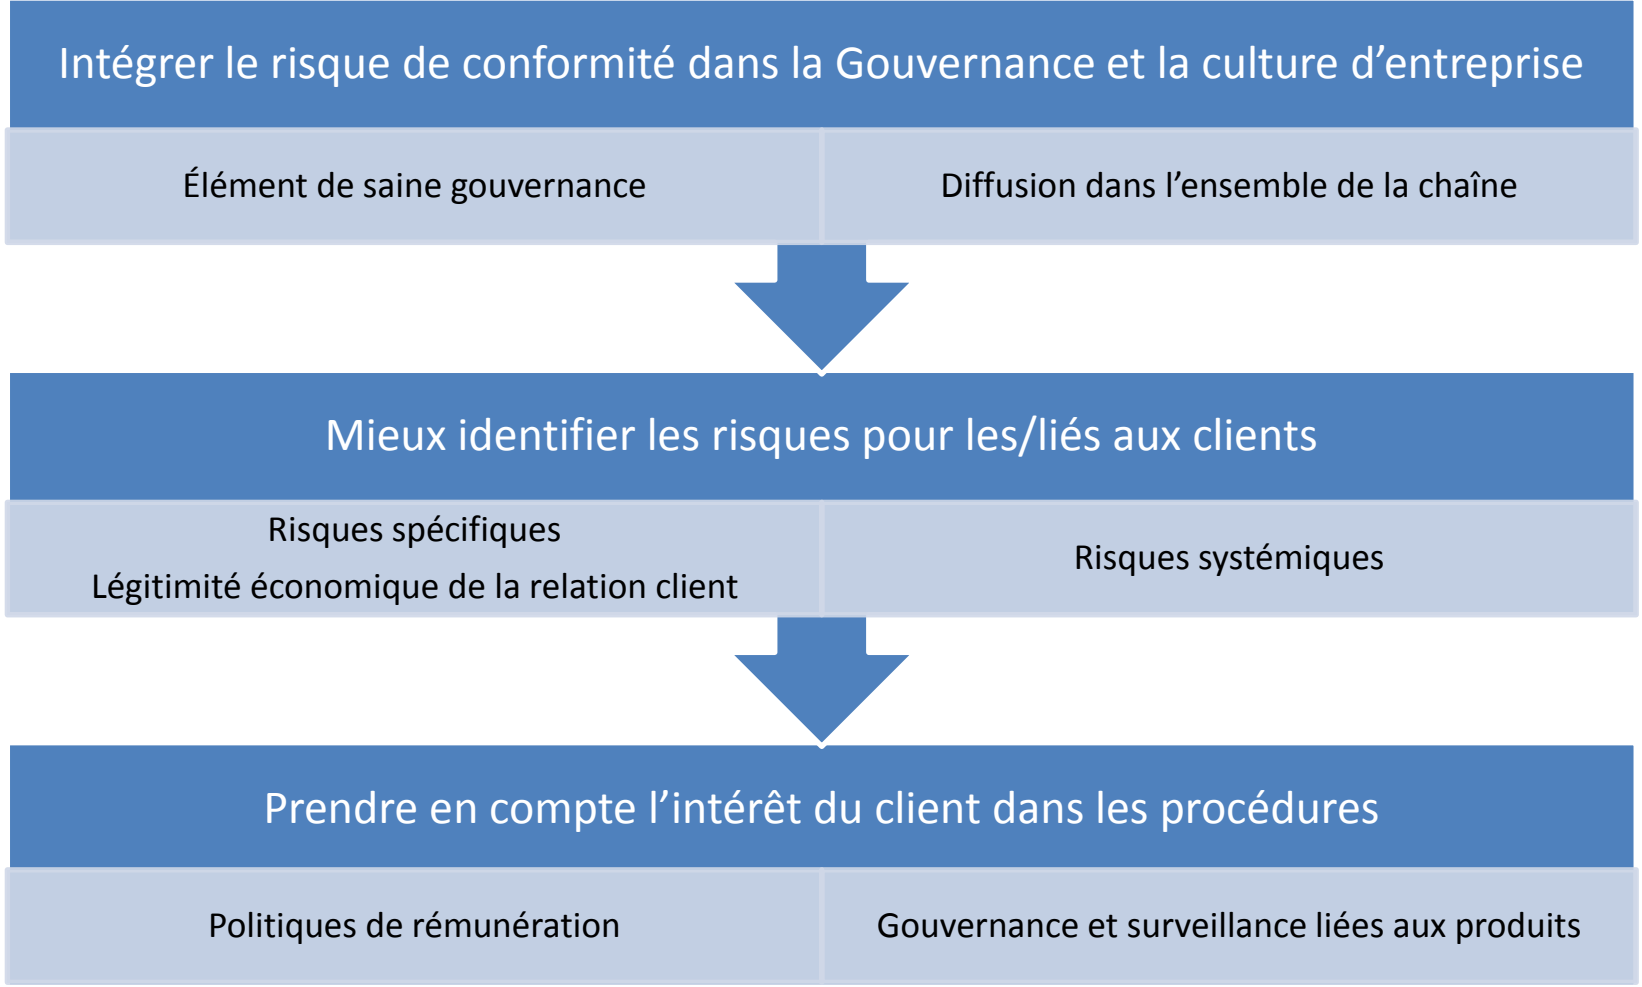 Intégrer le risque de conformité dans la Gouvernance et la culture d’entreprise
Élément de saine gouvernance
Diffusion dans l’ensemble de la chaîne
Mieux identifier les risques pour les/liés aux clients
Risques spécifiques
Légitimité économique de la relation client
Risques systémiques
Prendre en compte l’intérêt du client dans les procédures
Politiques de rémunération
Gouvernance et surveillance liées aux produits